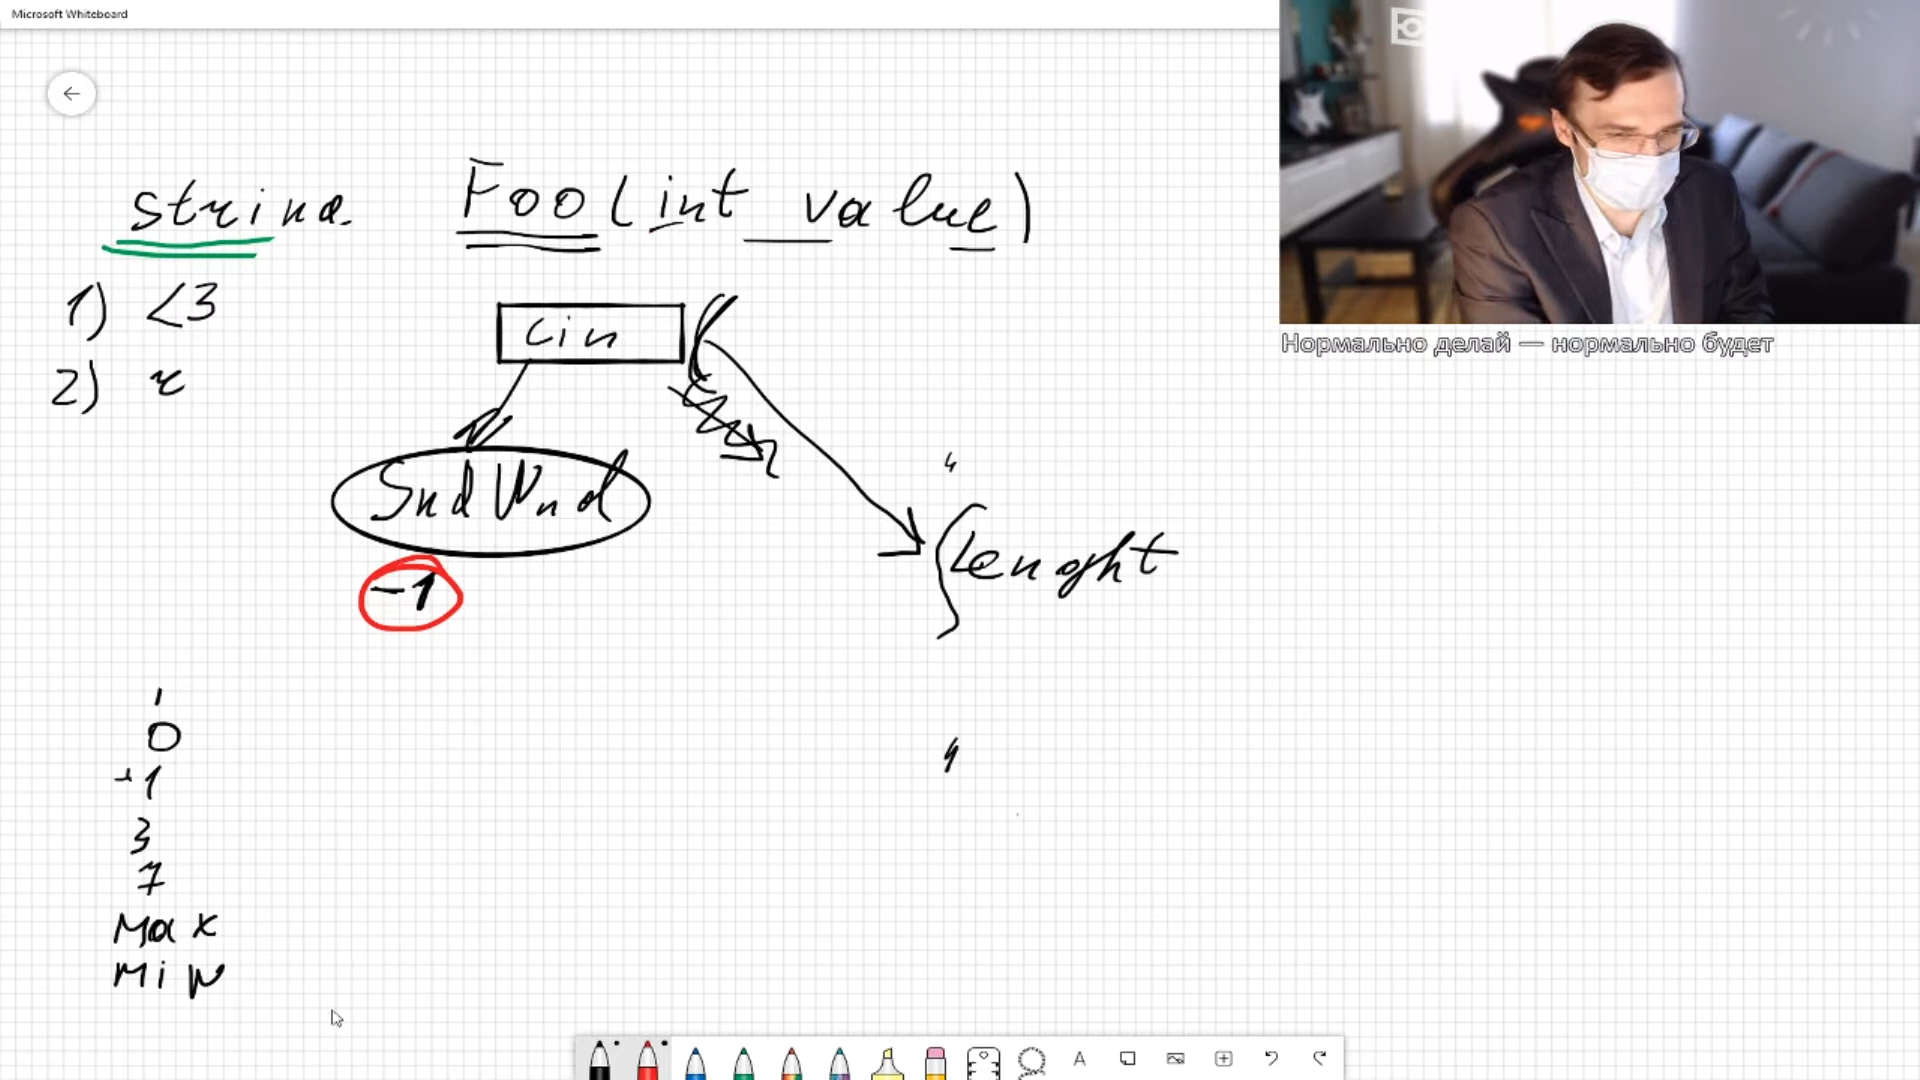 Microsoft Whiteboard
string Foo(int value)
1) <3
2) r
cin
SndWnd
-1
Lenght
Нормально делай — нормально будет
0
+1
3
7
Max
Min
A